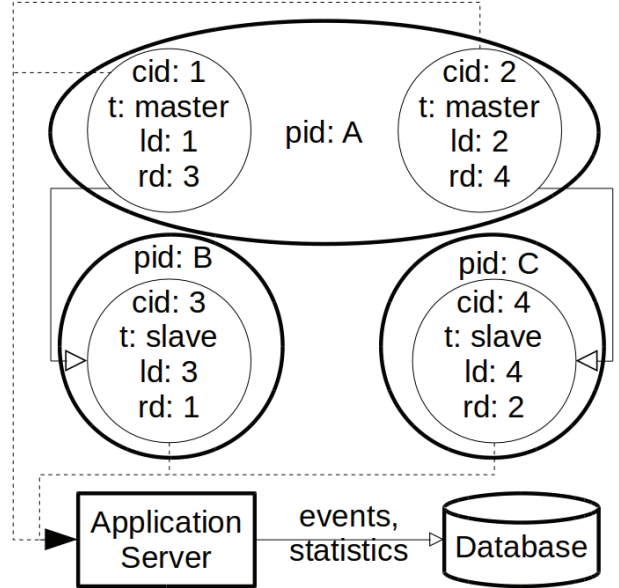 cid: 1
t: master
ld: 1
rd: 3
pid: A
cid: 2
t: master
ld: 2
rd: 4
pid: B
cid: 3
t: slave
ld: 3
rd: 1
pid: C
cid: 4
t: slave
ld: 4
rd: 2
Application
Server
events,
statistics
Database